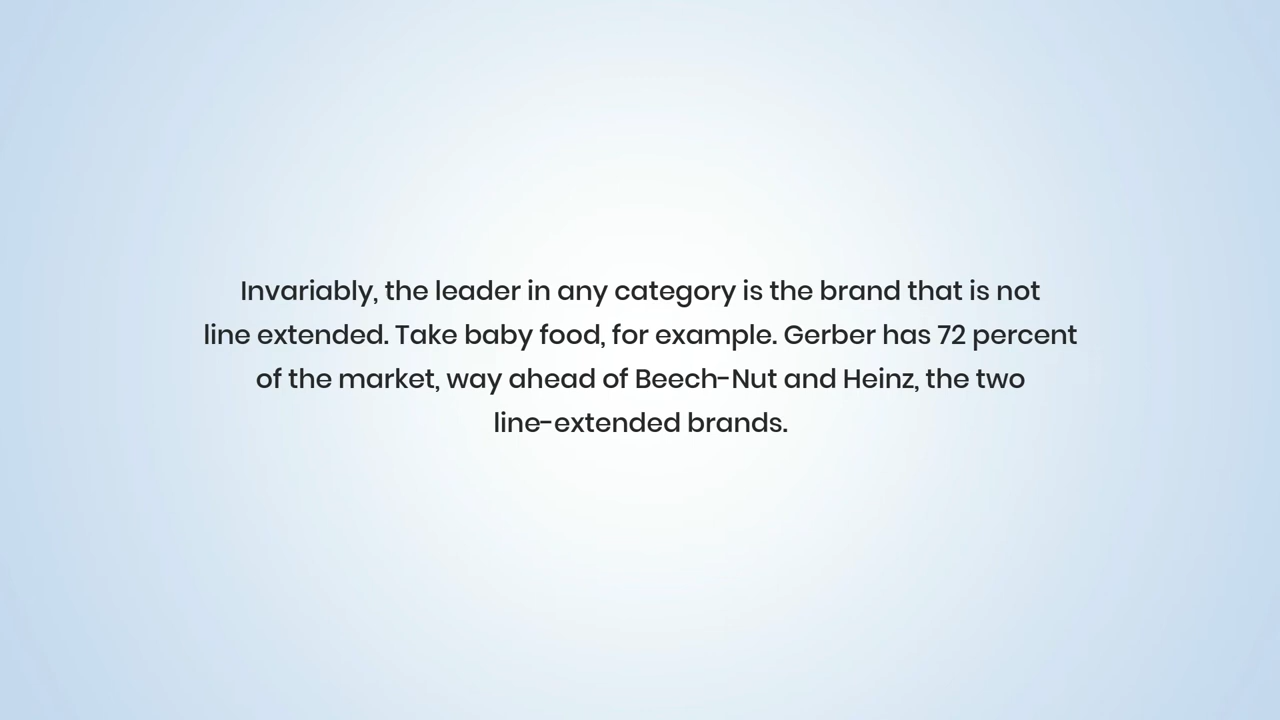 Invariably, the leader in any category is the brand that is not
line extended. Take baby food, for example. Gerber has 72 percent
of the market, way ahead of Beech-Nut and Heinz, the two
line-extended brands.